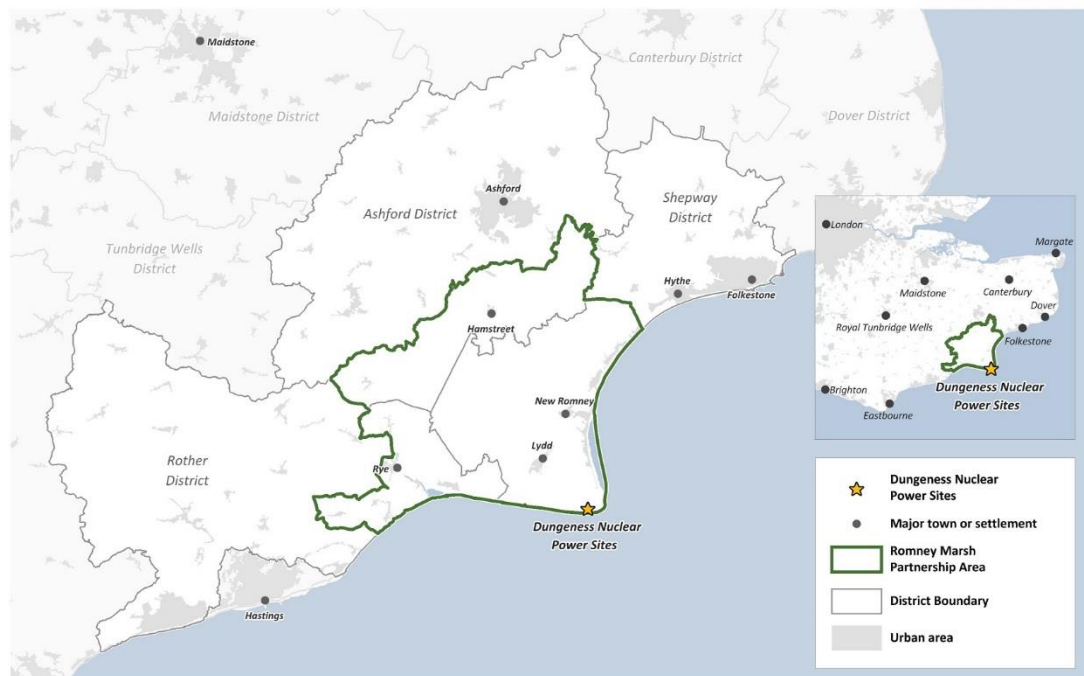 Maidstone
Canterbury District
Maidstone District
Dover District
Ashford
Shepway
District
Ashford District
Tunbridge Wells
District
Hythe
Folkestone
Hamstreet
New Romney
Lydd
Rother
District
Rye
Dungeness Nuclear
Power Sites
Hastings
London
Margate
Maidstone
Canterbury
Dover
Royal Tunbridge Wells
Folkestone
Brighton
Dungeness Nuclear
Power Sites
Eastbourne
Dungeness Nuclear
Power Sites
Major town or settlement
Romney Marsh
Partnership Area
District Boundary
Urban area